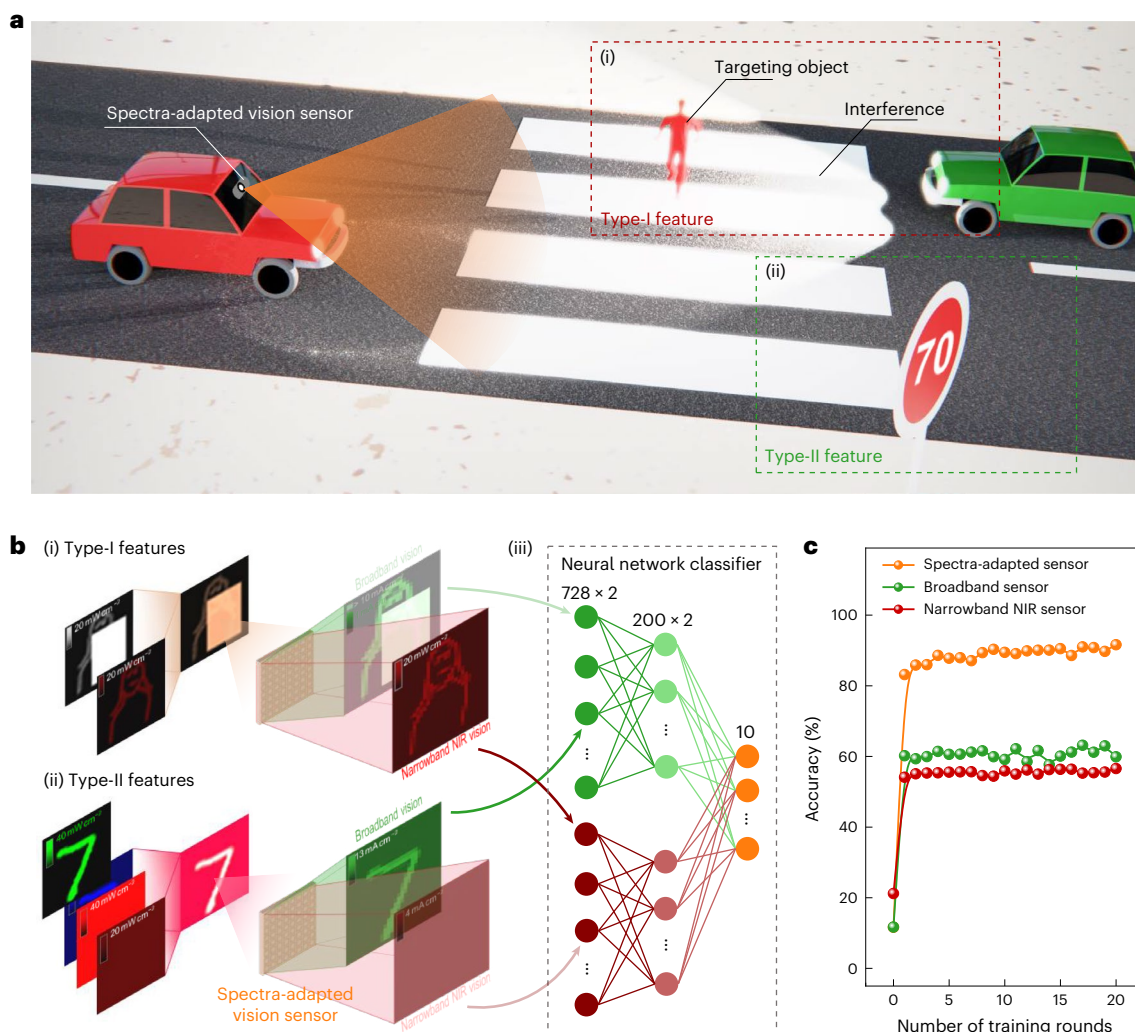 a
(i)
Targeting object
Spectra-adapted vision sensor
Interference
Type-I feature
(ii)
70
Type-II feature
b
(i) Type-I features
20 mW cm⁻²
20 mW cm⁻²
Broadband vision
20 mW cm⁻²
Narrowband NIR vision
(ii) Type-II features
40 mW cm⁻²
40 mW cm⁻²
20 mW cm⁻²
Broadband vision
13 mA cm⁻²
4 mA cm⁻²
Narrowband NIR vision
Spectra-adapted
vision sensor
(iii)
Neural network classifier
728 × 2
200 × 2
10
...
...
...
...
...
...
...
c
Spectra-adapted sensor
Broadband sensor
Narrowband NIR sensor
Accuracy (%)
100
80
60
40
20
0
0
5
10
15
20
Number of training rounds